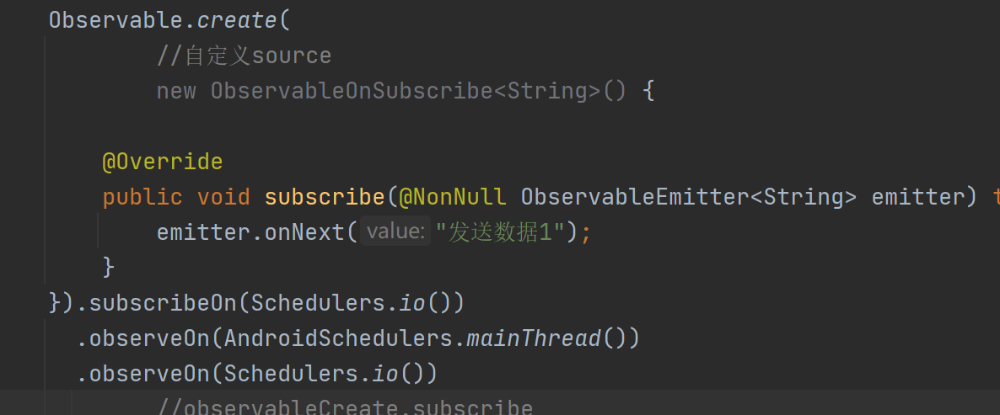 Observable.create(
//自定义source
new ObservableOnSubscribe<String>() {
@Override
public void subscribe(@NonNull ObservableEmitter<String> emitter) t
emitter.onNext( value: "发送数据1");
}
}).subscribeOn(Schedulers.io())
.observeOn(AndroidSchedulers.mainThread())
.observeOn(Schedulers.io())
//observableCreate.subscribe